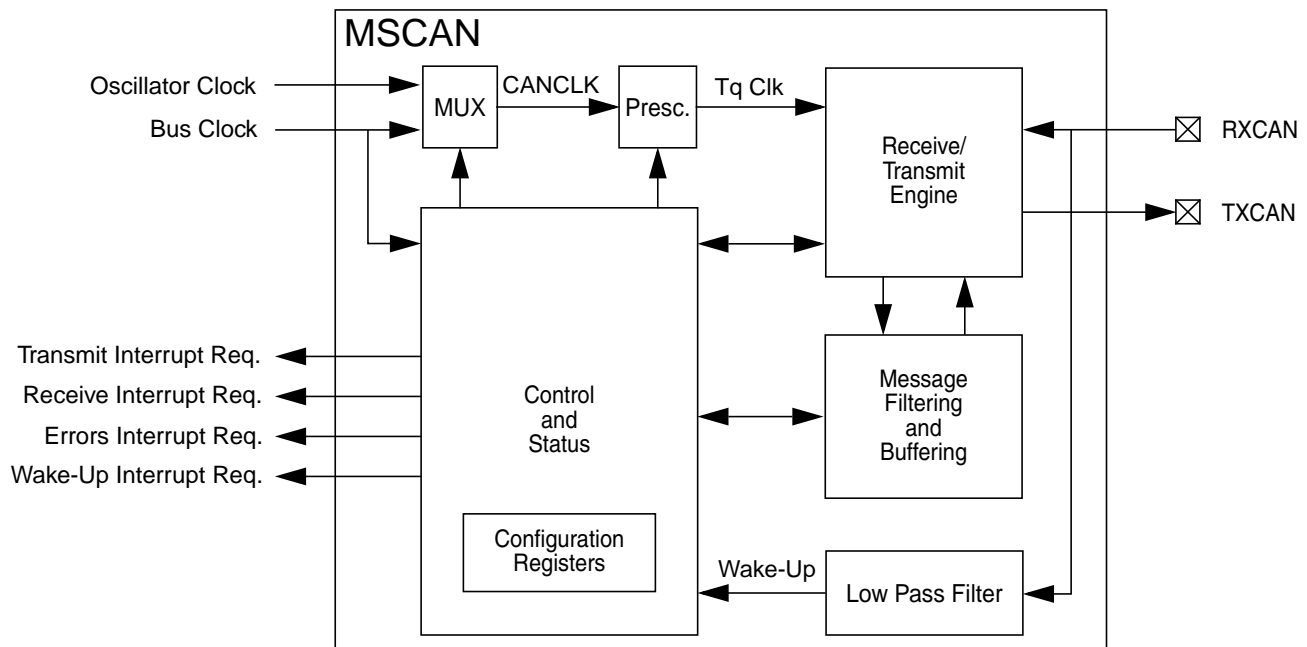 MSCAN
Oscillator Clock
Bus Clock
MUX
CANCLK
Presc.
Tq Clk
Receive/
Transmit
Engine
RXCAN
TXCAN
Transmit Interrupt Req.
Receive Interrupt Req.
Errors Interrupt Req.
Wake-Up Interrupt Req.
Control
and
Status
Message
Filtering
and
Buffering
Configuration
Registers
Wake-Up
Low Pass Filter